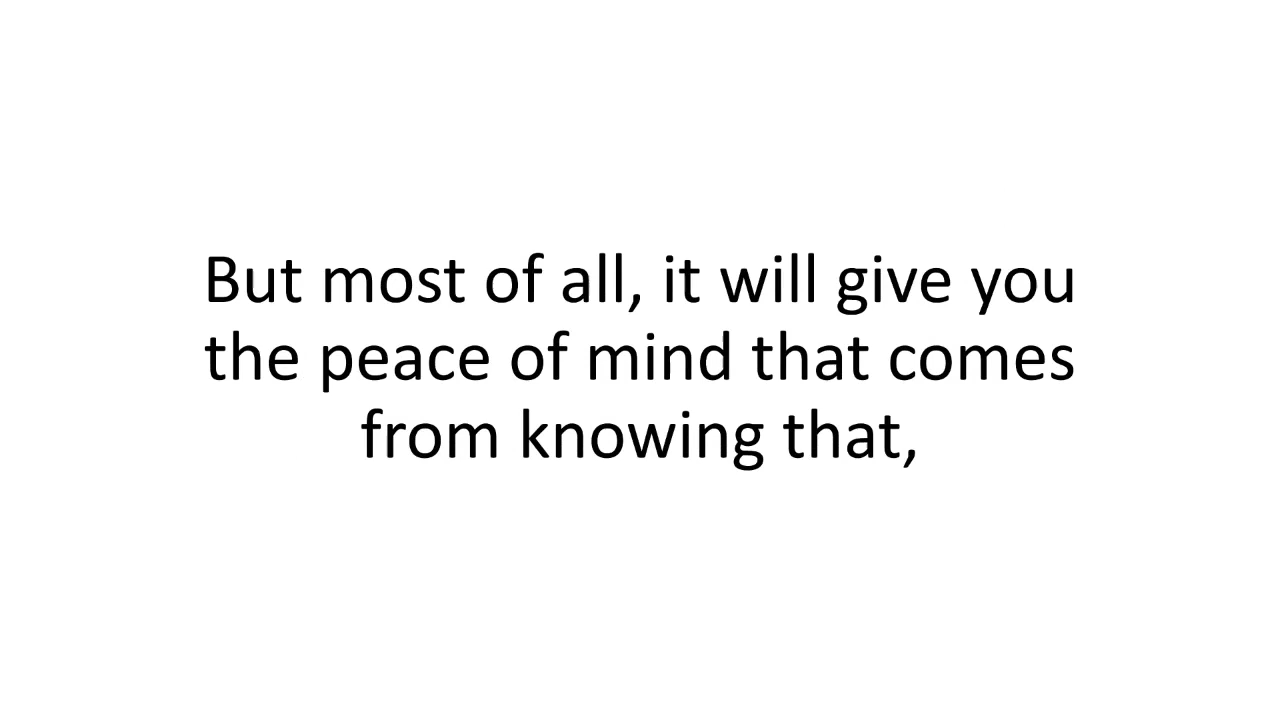 But most of all, it will give you
the peace of mind that comes
from knowing that,